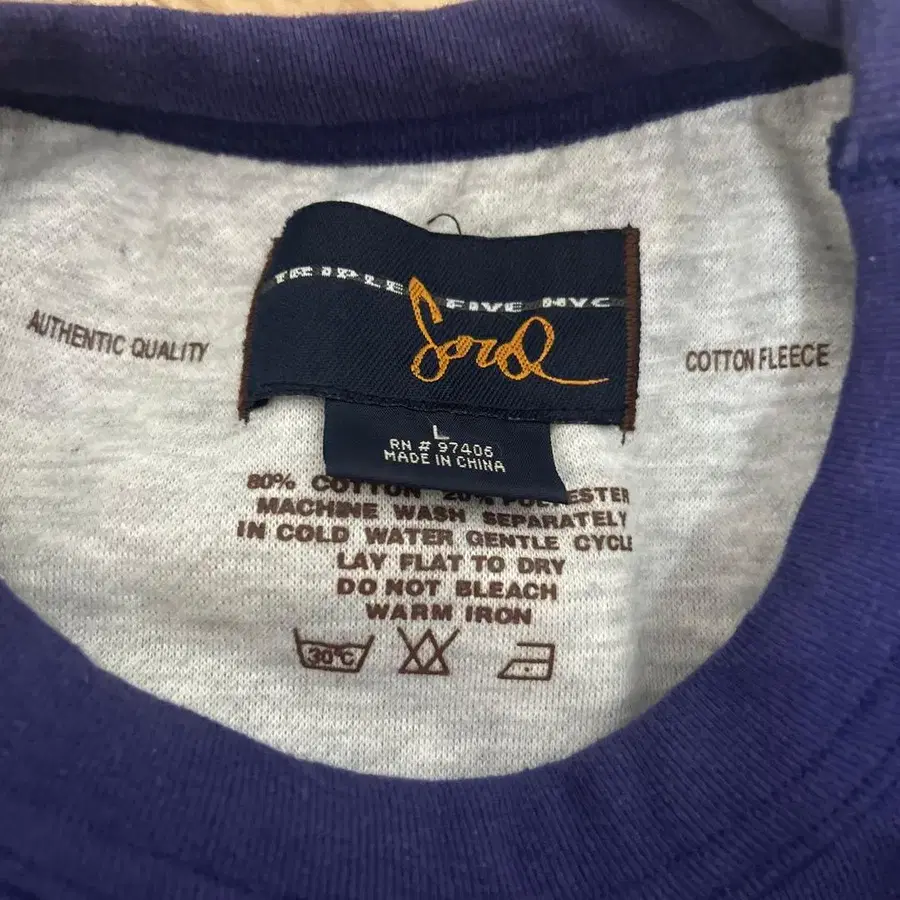 TRIPLE FIVE NYC
AUTHENTIC QUALITY
COTTON FLEECE
L
RN # 97406
MADE IN CHINA
80% COTTON 20% POLYESTER
MACHINE WASH SEPARATELY
IN COLD WATER GENTLE CYCLE
LAY FLAT TO DRY
DO NOT BLEACH
WARM IRON
30°C